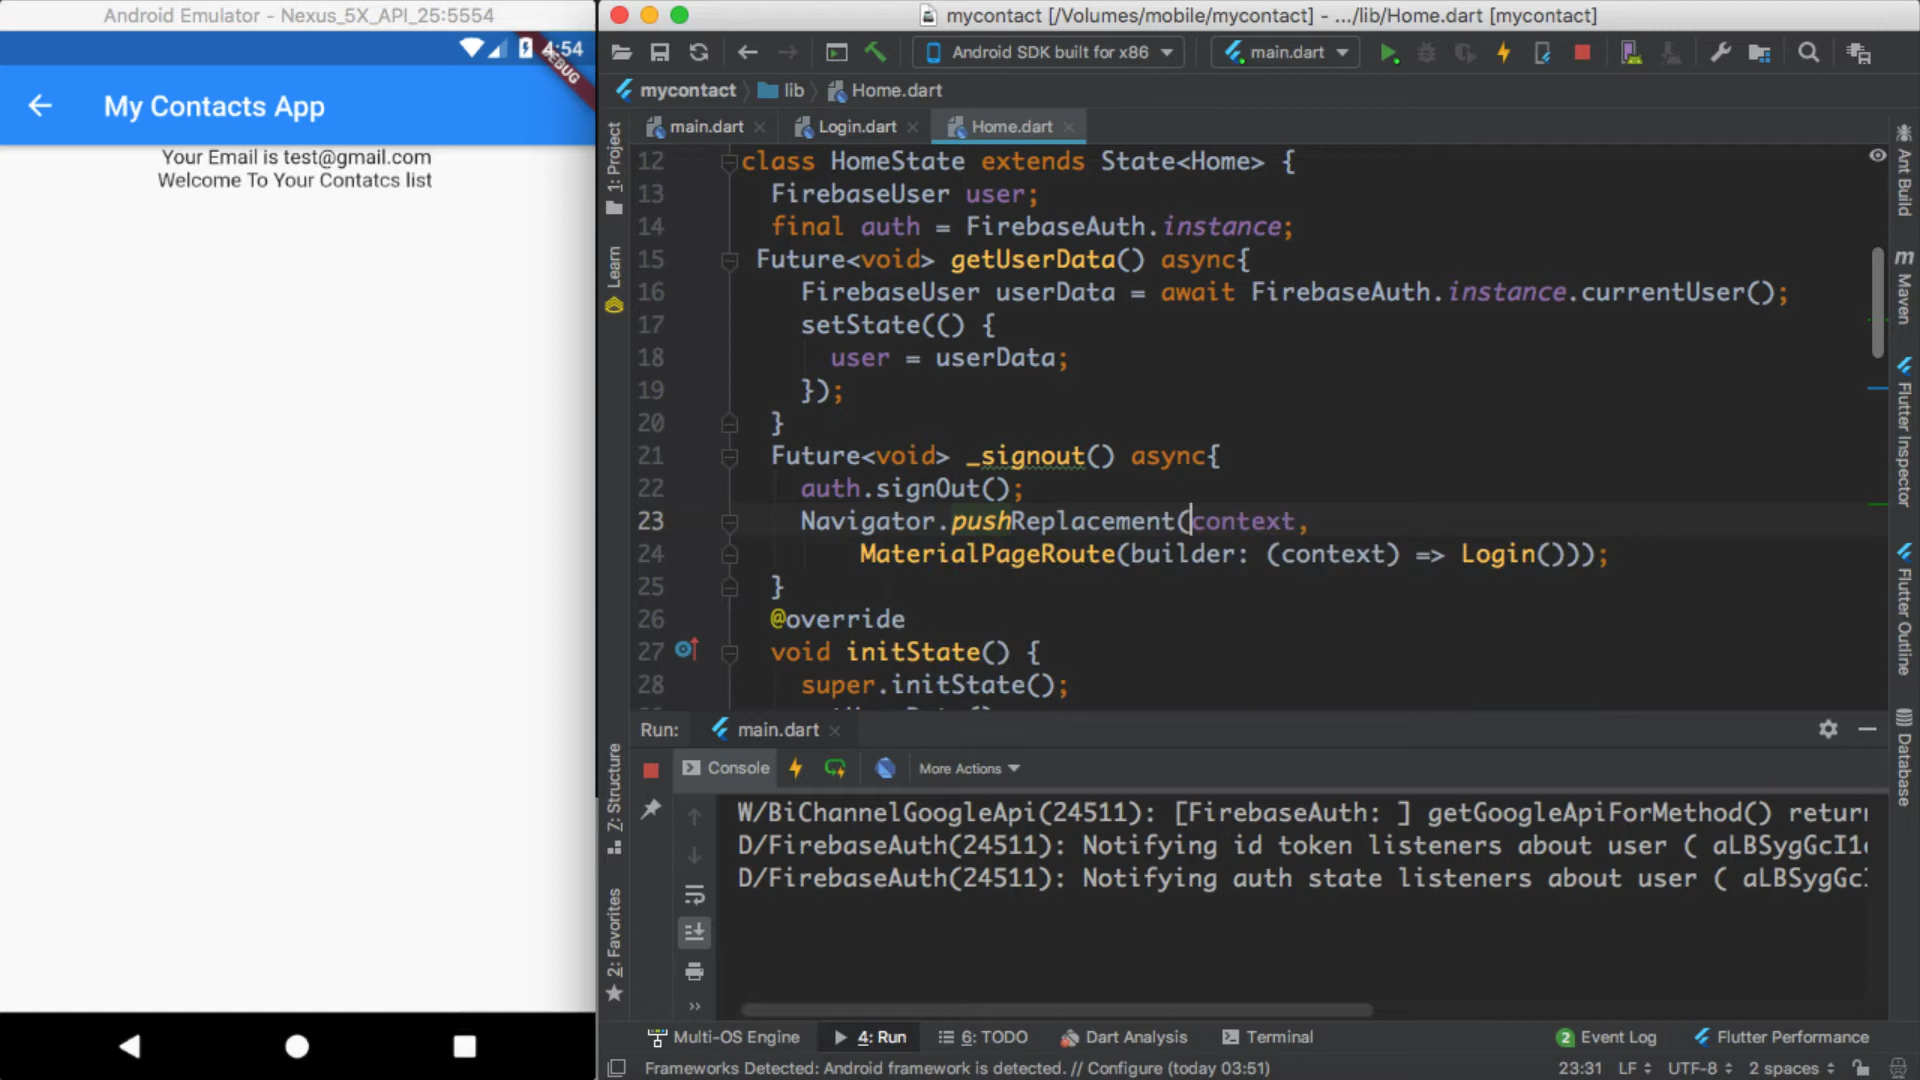 Android Emulator - Nexus_5X_API_25:5554
4:54
DEBUG
My Contacts App
Your Email is test@gmail.com
Welcome To Your Contatcs list
mycontact [/Volumes/mobile/mycontact] - .../lib/Home.dart [mycontact]
Android SDK built for x86
main.dart
mycontact
lib
Home.dart
main.dart
Login.dart
Home.dart
1: Project
Learn
Z: Structure
2: Favorites
12 class HomeState extends State<Home> {
13 FirebaseUser user;
14 final auth = FirebaseAuth.instance;
15 Future<void> getUserData() async{
16 FirebaseUser userData = await FirebaseAuth.instance.currentUser();
17 setState(() {
18 user = userData;
19 });
20 }
21 Future<void> _signout() async{
22 auth.signOut();
23 Navigator.pushReplacement(context,
24 MaterialPageRoute(builder: (context) => Login()));
25 }
26 @override
27 void initState() {
28 super.initState();
Ant Build
m Maven
Flutter Inspector
Flutter Outline
Database
Run:
main.dart
Console
More Actions
W/BiChannelGoogleApi(24511): [FirebaseAuth: ] getGoogleApiForMethod() retur
D/FirebaseAuth(24511): Notifying id token listeners about user ( aLBSygGcI1
D/FirebaseAuth(24511): Notifying auth state listeners about user ( aLBSygGc
Multi-OS Engine
4: Run
6: TODO
Dart Analysis
Terminal
2 Event Log
Flutter Performance
Frameworks Detected: Android framework is detected. // Configure (today 03:51)
23:31
LF
UTF-8
2 spaces